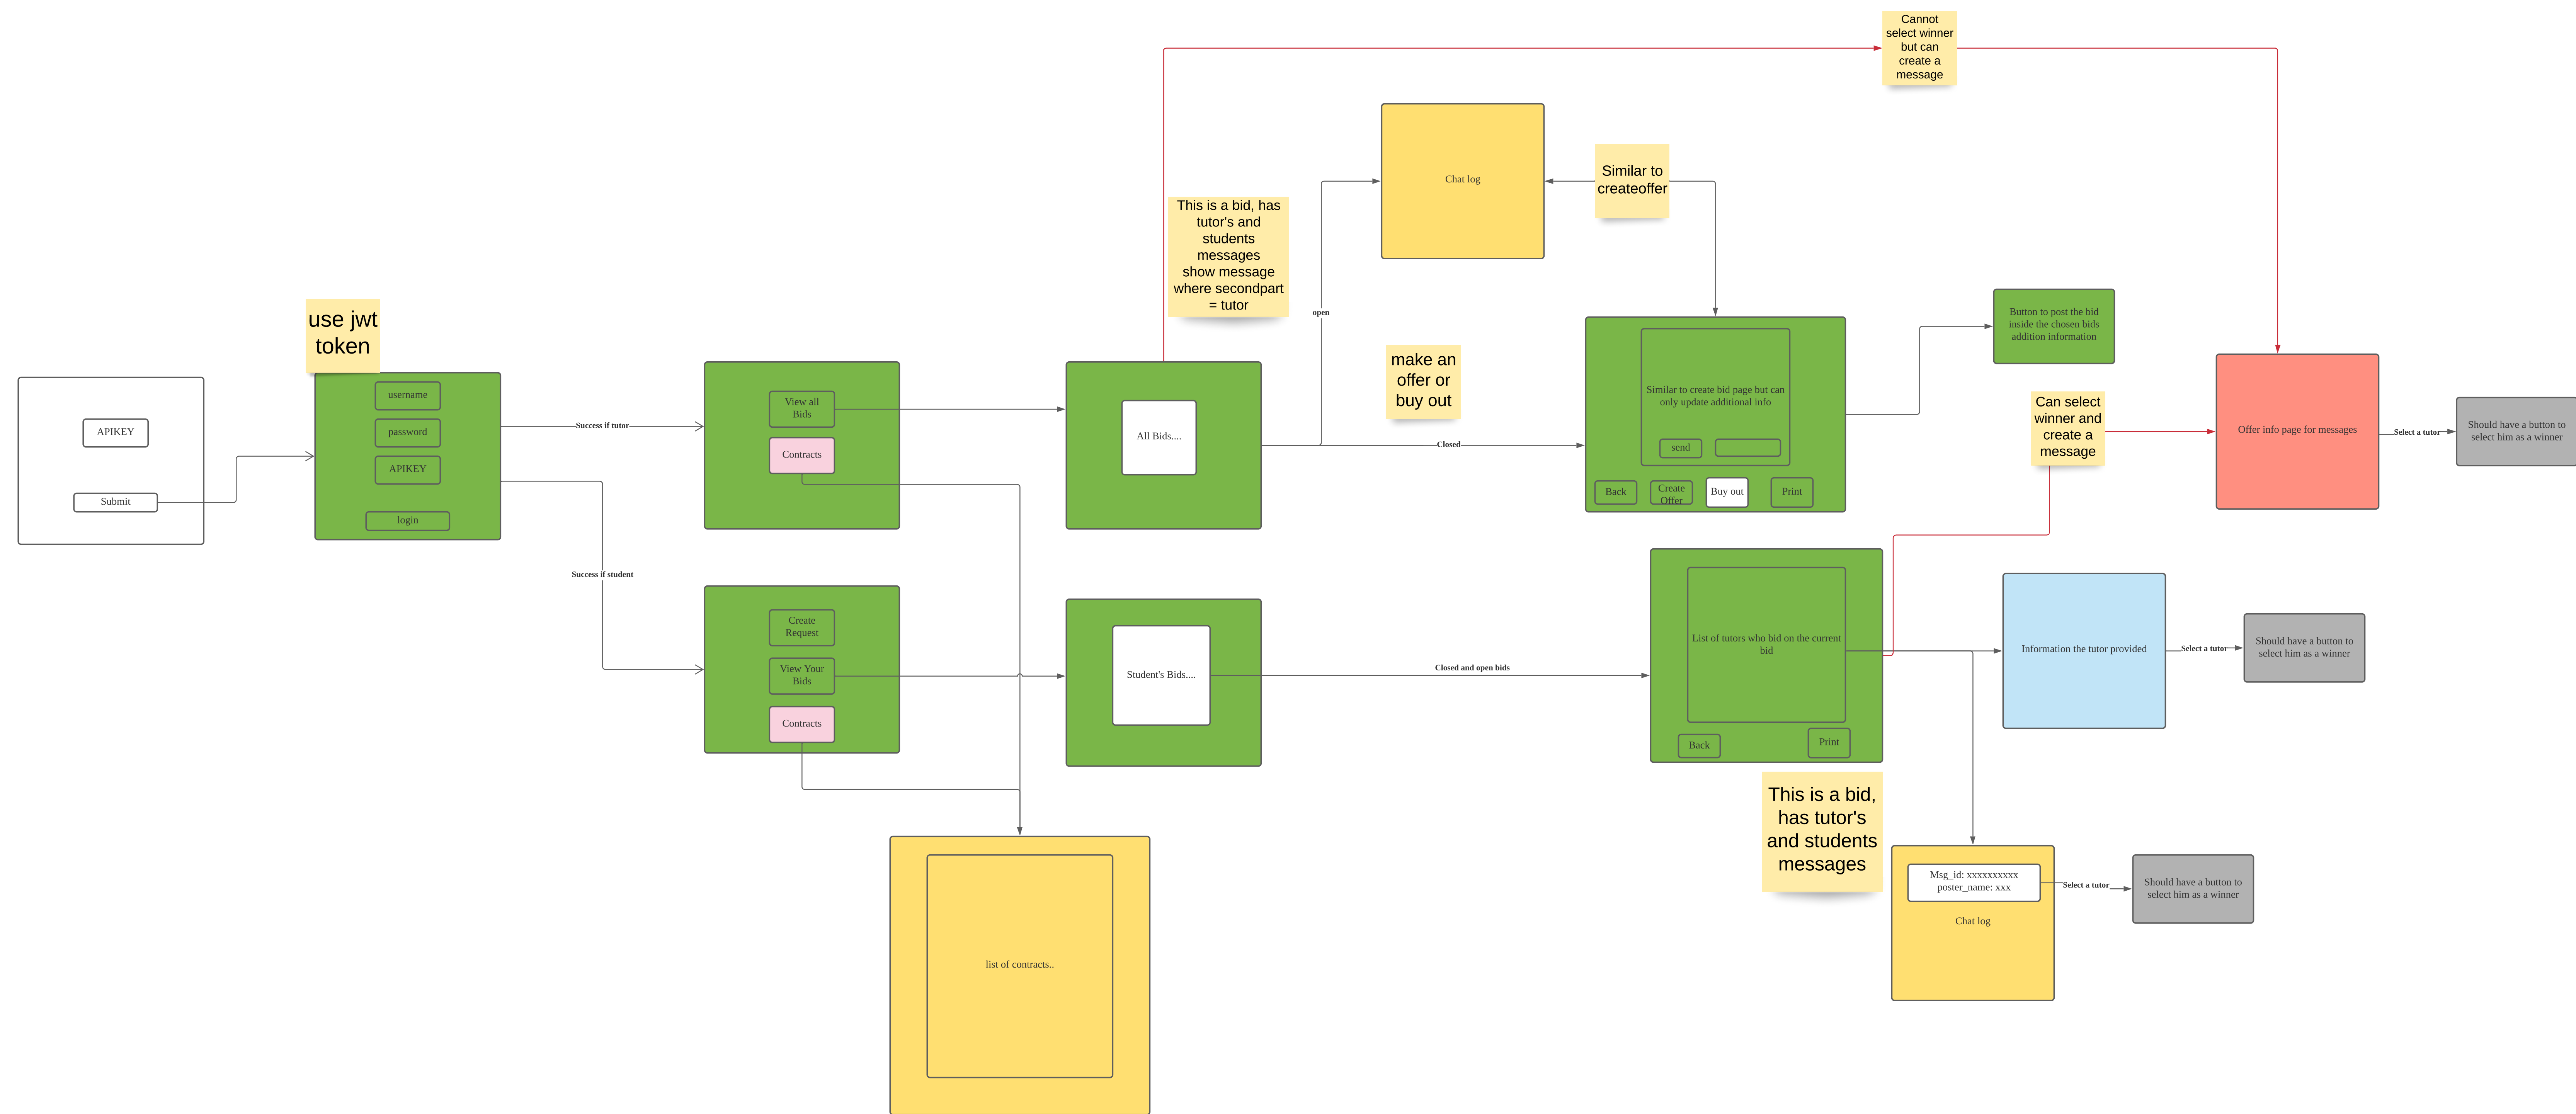 Cannot
select winner
but can
create a
message
Chat log
Similar to
createoffer
This is a bid, has
tutor's and
students
messages
show message
where secondpart
= tutor
open
use jwt
token
APIKEY
Submit
username
password
APIKEY
login
Success if tutor
Success if student
View all
Bids
Contracts
All Bids....
make an
offer or
buy out
Closed
Similar to create bid page but can
only update additional info
send
Back
Create
Offer
Buy out
Print
Button to post the bid
inside the chosen bids
addition information
Can select
winner and
create a
message
Offer info page for messages
Select a tutor
Should have a button to
select him as a winner
Create
Request
View Your
Bids
Contracts
Student's Bids....
Closed and open bids
List of tutors who bid on the current
bid
Back
Print
Information the tutor provided
Select a tutor
Should have a button to
select him as a winner
This is a bid,
has tutor's
and students
messages
Msg_id: xxxxxxxxxx
poster_name: xxx
Chat log
Select a tutor
Should have a button to
select him as a winner
list of contracts..